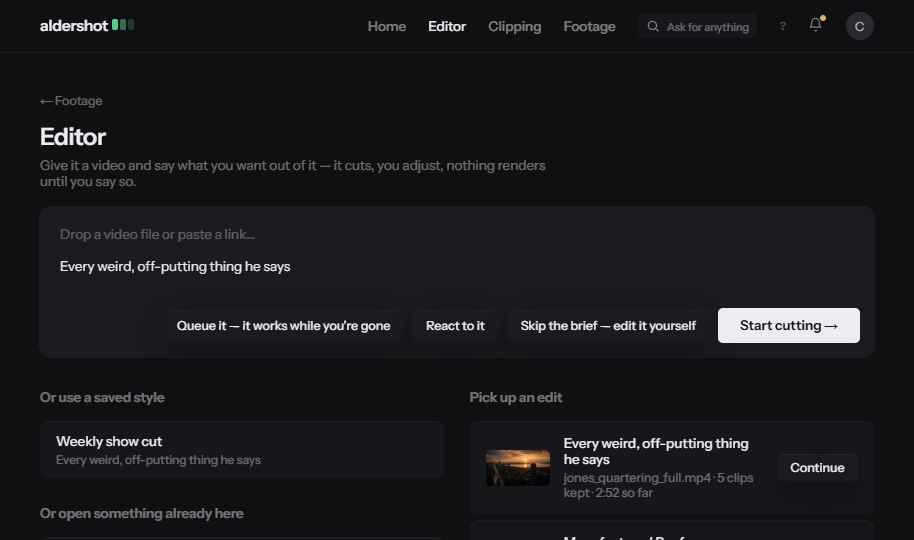 aldershot
Home Editor Clipping Footage Ask for anything ? C
← Footage
Editor
Give it a video and say what you want out of it — it cuts, you adjust, nothing renders
until you say so.
Drop a video file or paste a link...
Every weird, off-putting thing he says
Queue it — it works while you're gone React to it Skip the brief — edit it yourself Start cutting →
Or use a saved style
Weekly show cut
Every weird, off-putting thing he says
Or open something already here
Pick up an edit
Every weird, off-putting thing
he says
jones_quartering_full.mp4 · 5 clips
kept · 2:52 so far
Continue